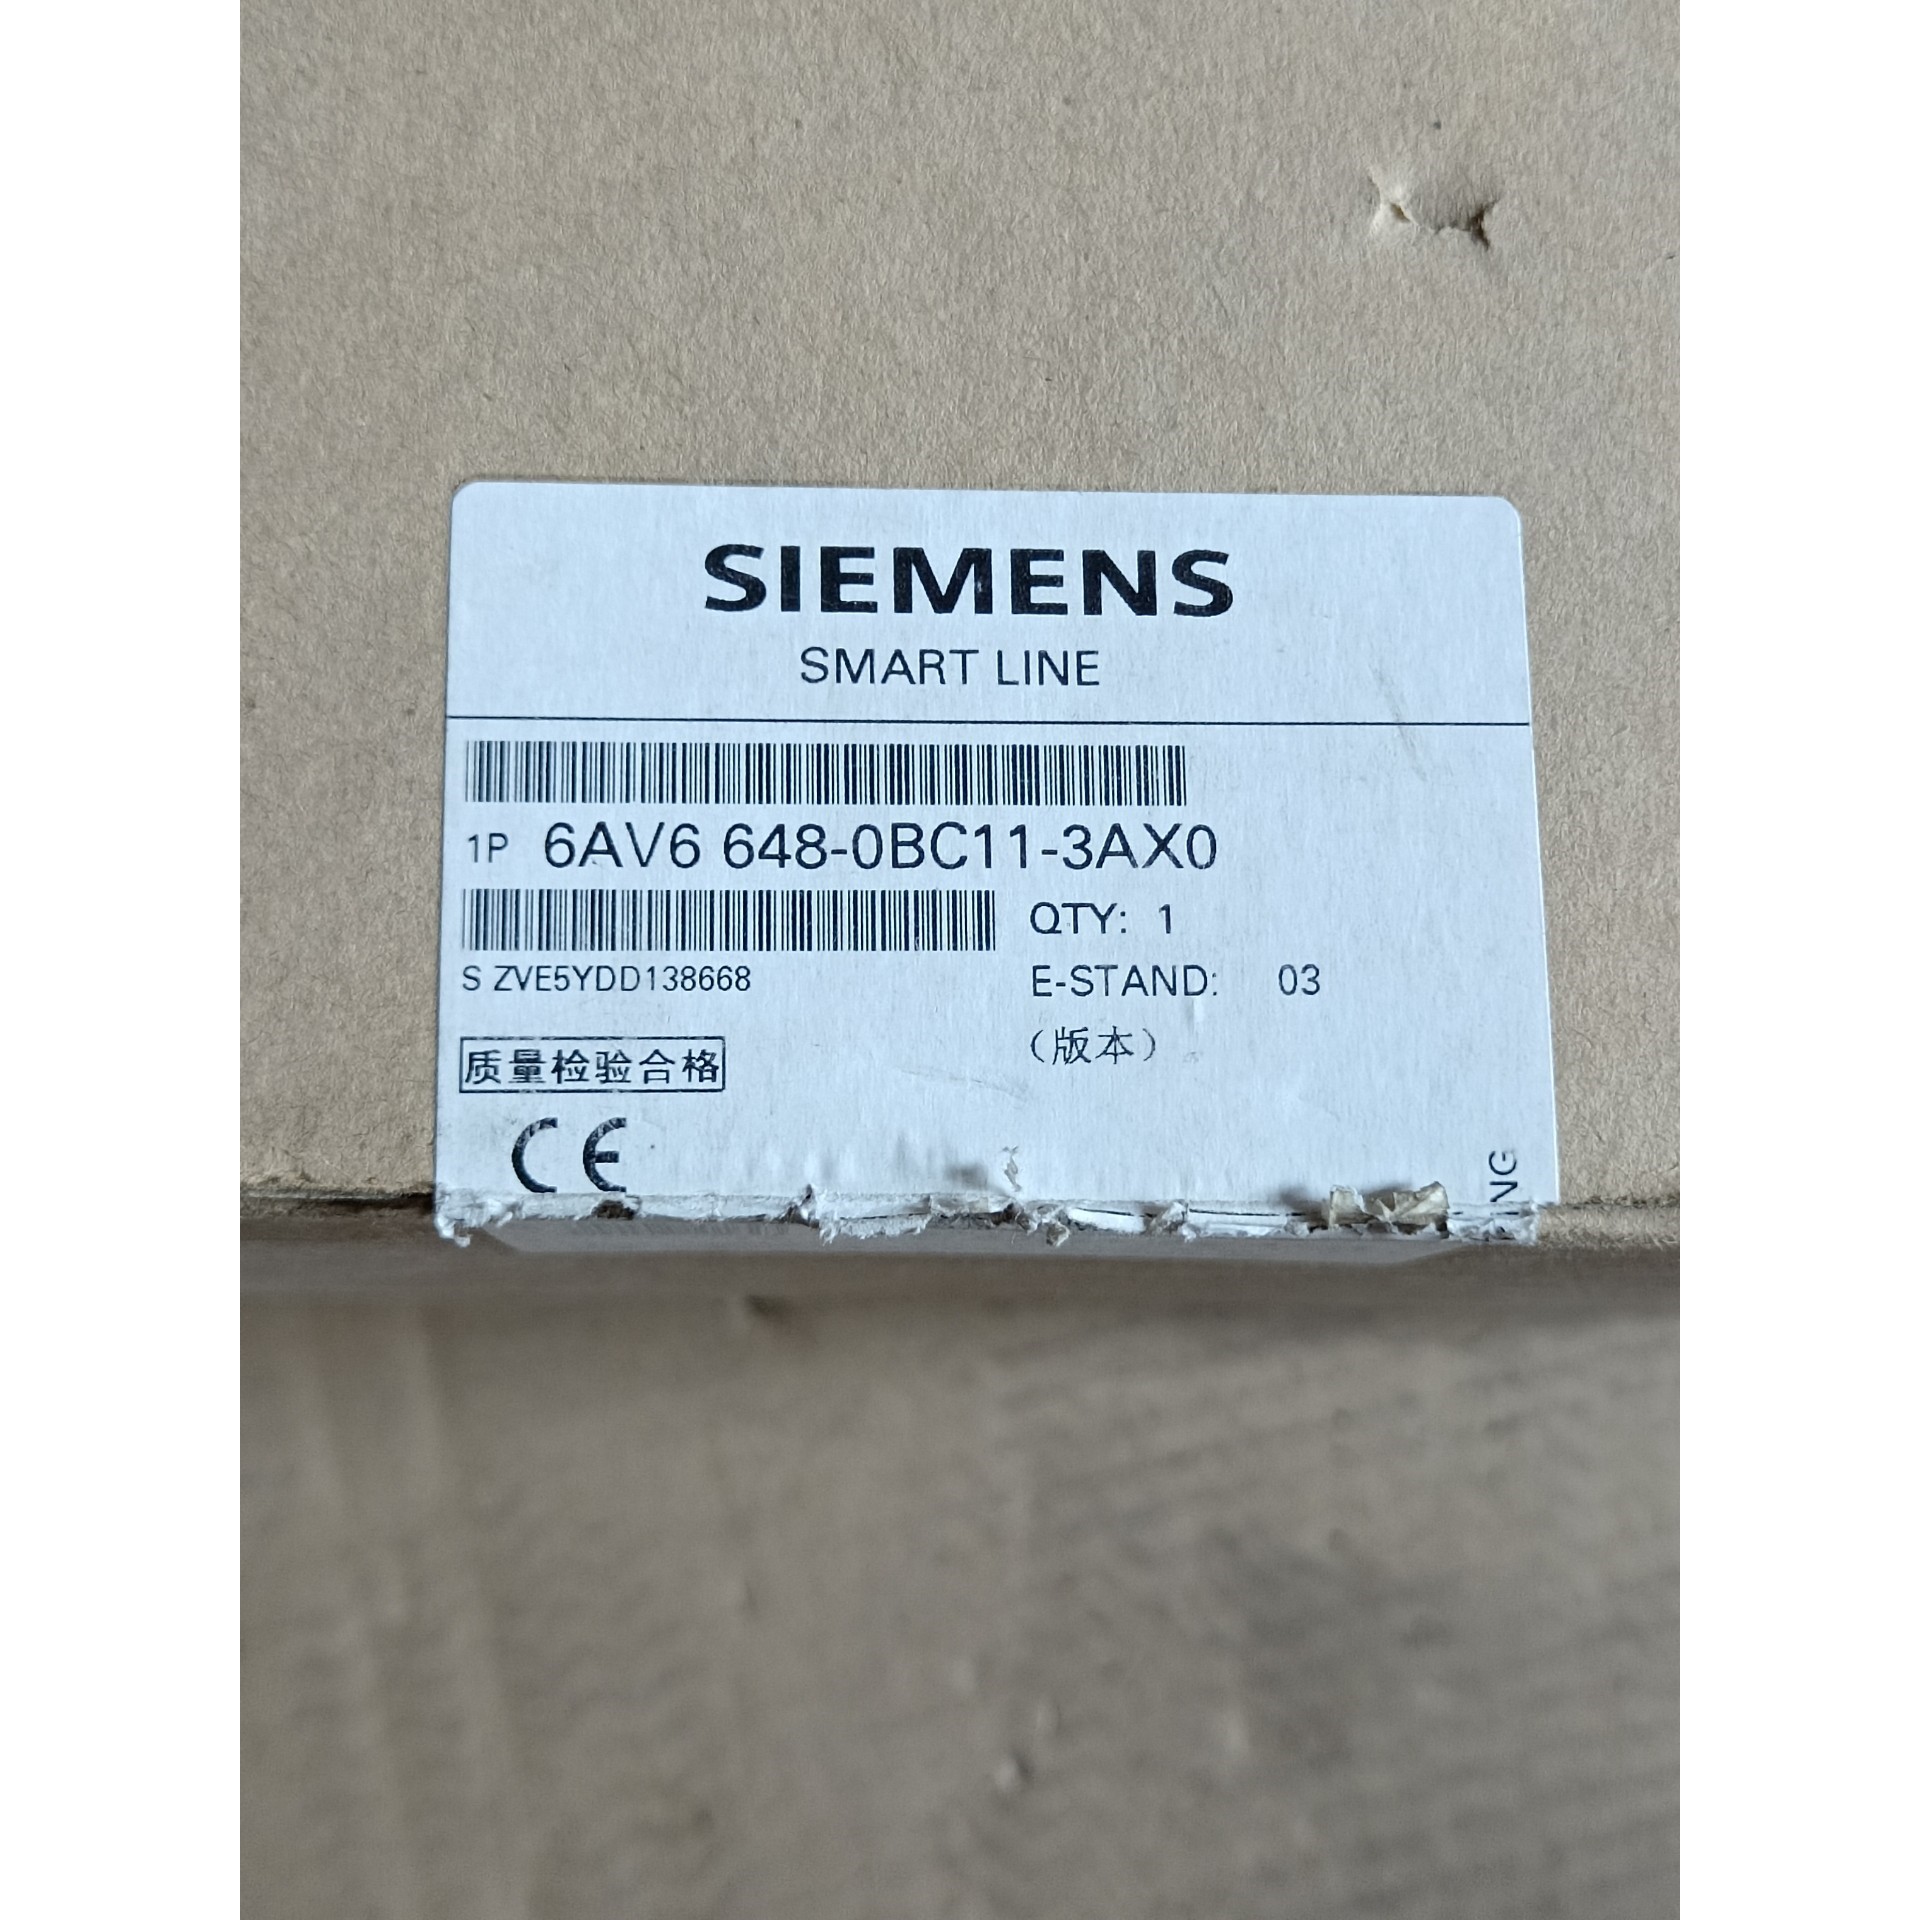 SIEMENS
SMART LINE
1P 6AV6 648-0BC11-3AX0
QTY: 1
S ZVE5YDD138668
E-STAND: 03
(版本)
质量检验合格
CE